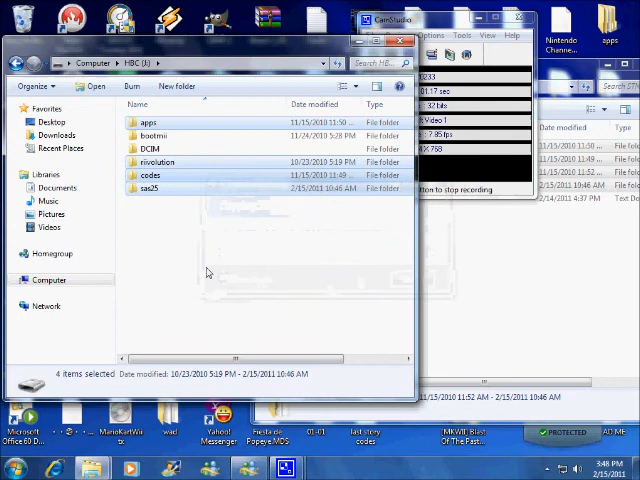 CamStudio
Nintendo
Channe...
apps
Options Tools View Help
Computer HBC (J:)
Search HB...
0233
01.17 sec
32 bits
Video 1
7.85 fps
X 768
button to stop recording
Organize Open Burn New folder
Name Date modified Type
Favorites
Desktop
Downloads
Recent Places
Libraries
Documents
Music
Pictures
Videos
Homegroup
Computer
Network
apps 11/15/2010 11:50 ... File folder
bootmii 11/24/2010 5:28 PM File folder
DCIM File folder
riivolution 10/23/2010 5:19 PM File folder
codes 11/15/2010 11:49 ... File folder
sas25 2/15/2011 10:46 AM File folder
Date modified Type
/15/2010 11:50 ... File fo
/15/2010 11:49 ... File fo
/15/2010 11:52 ... File fo
/15/2011 10:46 AM File fo
/14/2011 4:37 PM Text Do
4 items selected Date modified: 10/23/2010 5:19 PM - 2/15/2011 10:46 AM
11/15/2010 11:52 AM - 2/15/2011 10:46 AM
Microsoft
Office 60 D...
MarioKartWii
tx
wad
Yahoo!
Messenger
Fiesta de
Popeye.MDS
01-01
last story
codes
[MKWII] Blast
Of The Past...
PROTECTED
AD ME
3:48 PM
2/15/2011